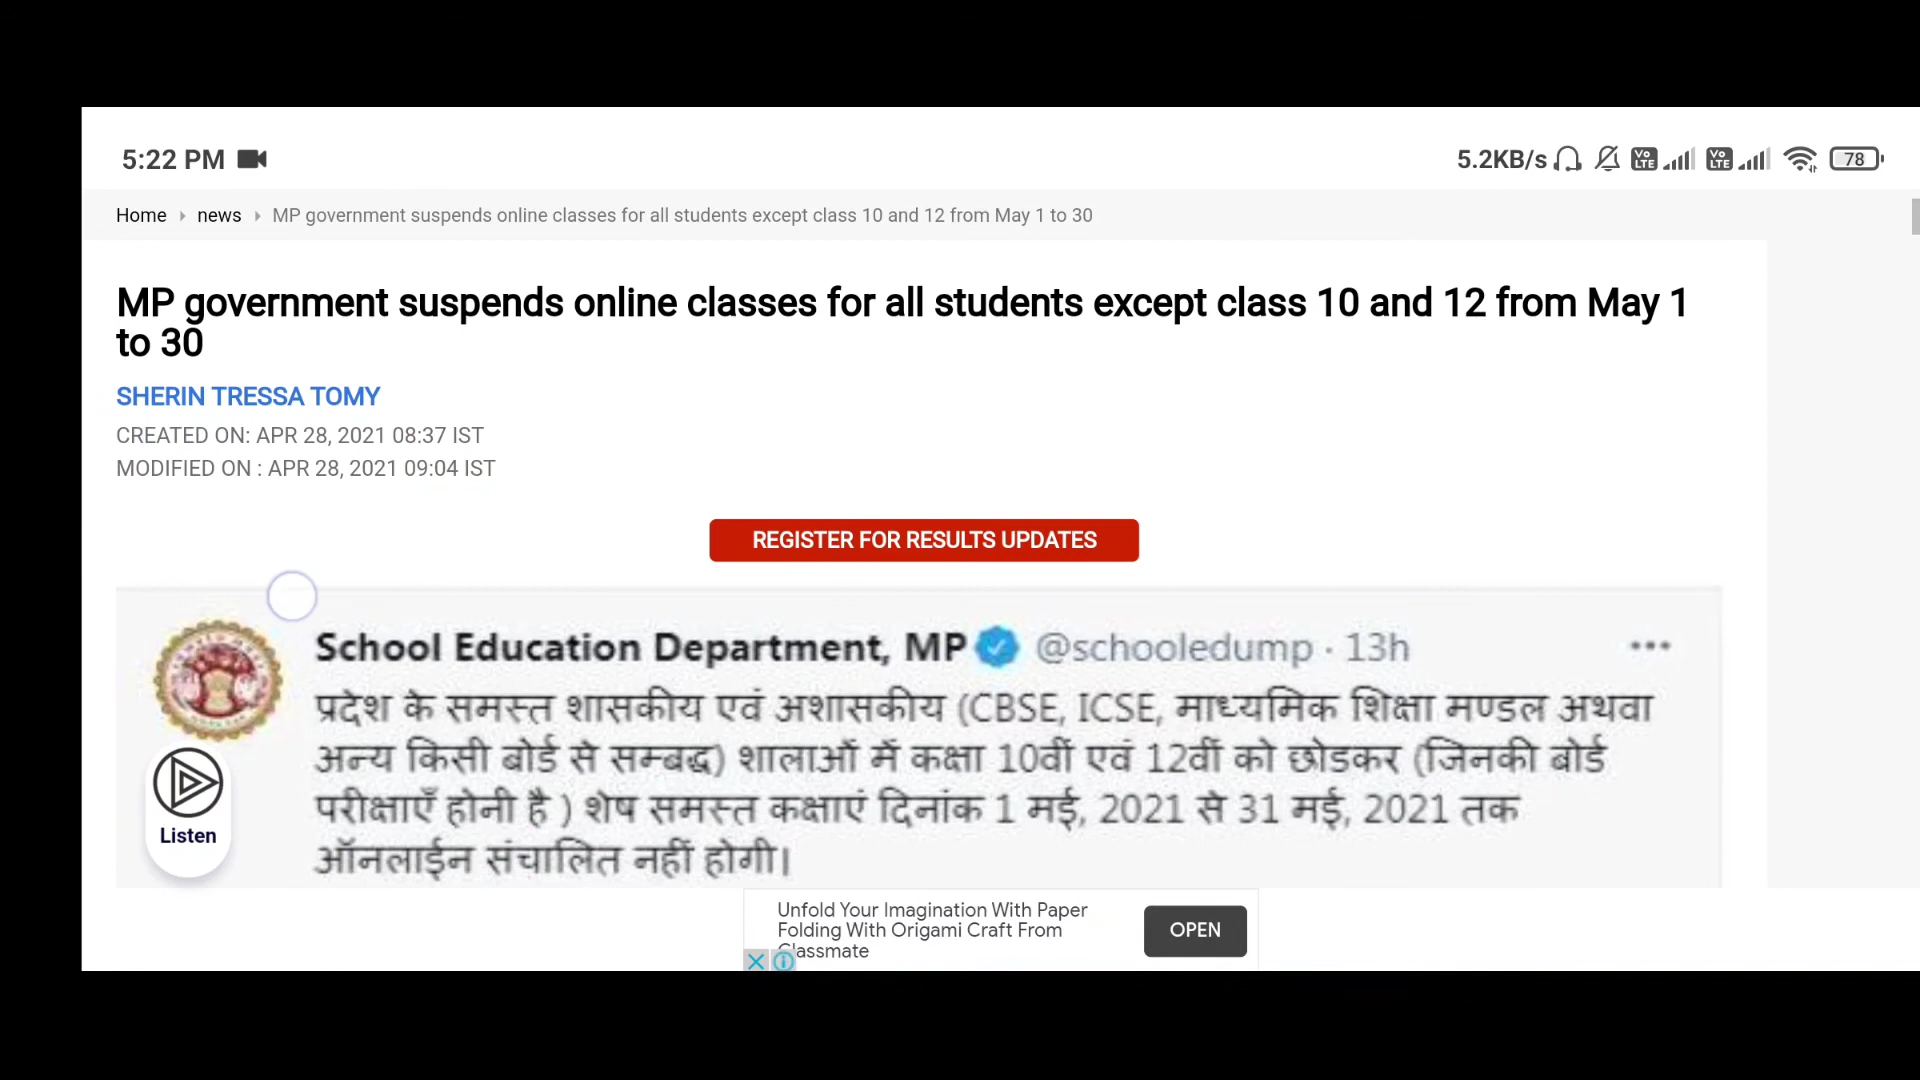 5:22 PM
5.2KB/s
Vo LTE
Vo LTE
78
Home
news
MP government suspends online classes for all students except class 10 and 12 from May 1 to 30
MP government suspends online classes for all students except class 10 and 12 from May 1
to 30
SHERIN TRESSA TOMY
CREATED ON: APR 28, 2021 08:37 IST
MODIFIED ON : APR 28, 2021 09:04 IST
REGISTER FOR RESULTS UPDATES
School Education Department, MP @schooledump · 13h
प्रदेश के समस्त शासकीय एवं अशासकीय (CBSE, ICSE, माध्यमिक शिक्षा मण्डल अथवा
अन्य किसी बोर्ड से सम्बद्ध) शालाओं में कक्षा 10वीं एवं 12वीं को छोडकर (जिनकी बोर्ड
परीक्षाएँ होनी है ) शेष समस्त कक्षाएं दिनांक 1 मई, 2021 से 31 मई, 2021 तक
ऑनलाईन संचालित नहीं होगी।
Listen
Unfold Your Imagination With Paper
Folding With Origami Craft From
Classmate
OPEN